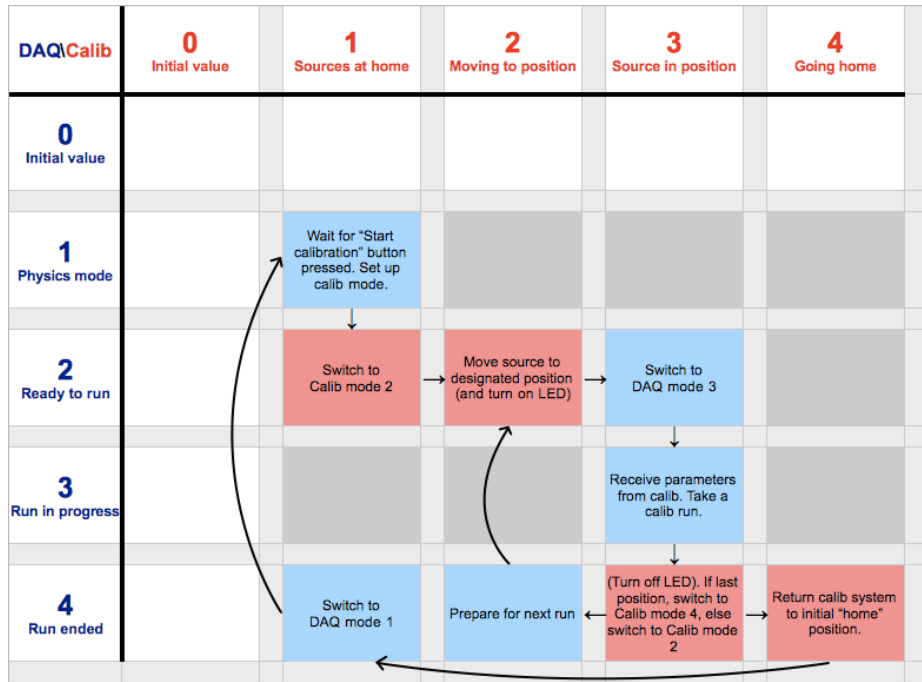 DAQ\Calib
0
Initial value
1
Sources at home
2
Moving to position
3
Source in position
4
Going home
0
Initial value
1
Physics mode
Wait for “Start
calibration” button
pressed. Set up
calib mode.
2
Ready to run
Switch to
Calib mode 2
Move source to
designated position
(and turn on LED)
Switch to
DAQ mode 3
3
Run in progress
Receive parameters
from calib. Take a
calib run.
4
Run ended
Switch to
DAQ mode 1
Prepare for next run
(Turn off LED). If last
position, switch to
Calib mode 4, else
switch to Calib mode
2
Return calib system
to initial “home”
position.